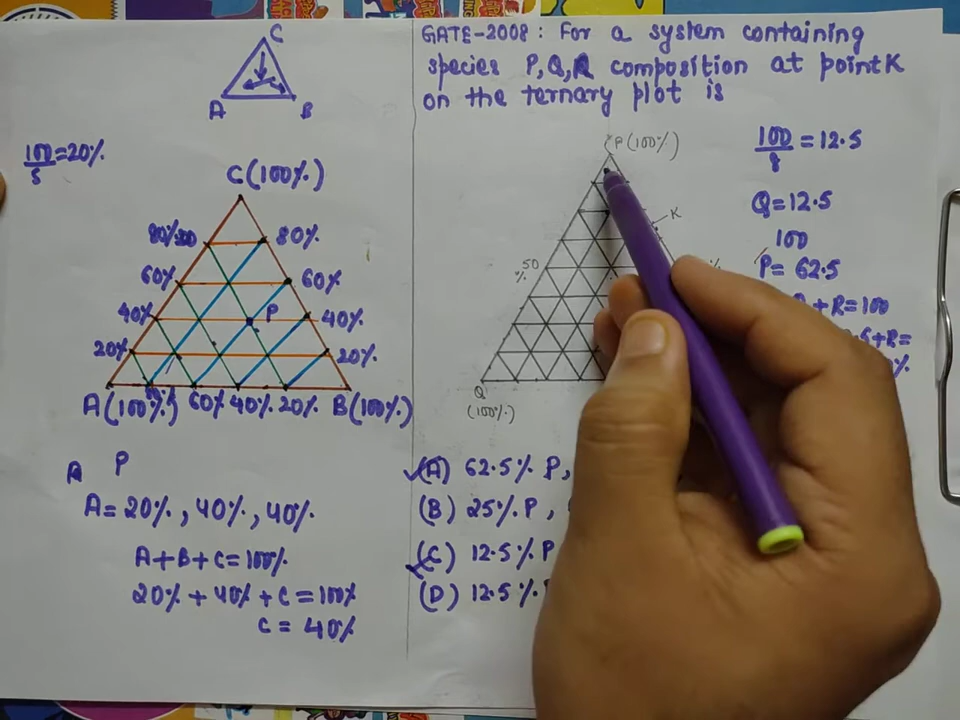 C
A B
100/5 = 20%
C (100%)
80% 80%
60% 60%
40% P 40%
20% 20%
A (100%) 60% 40% 20% B (100%)
A P
A = 20%, 40%, 40%
A+B+C = 100%
20% + 40% + C = 100%
C = 40%
GATE-2008: For a system containing
species P, Q, R composition at point K
on the ternary plot is
P (100%)
K
% 50
Q
(100%)
100/8 = 12.5
Q = 12.5
100
P = 62.5
+ R = 100
+ R =
(A) 62.5% P,
(B) 25% P,
(C) 12.5% P
(D) 12.5%